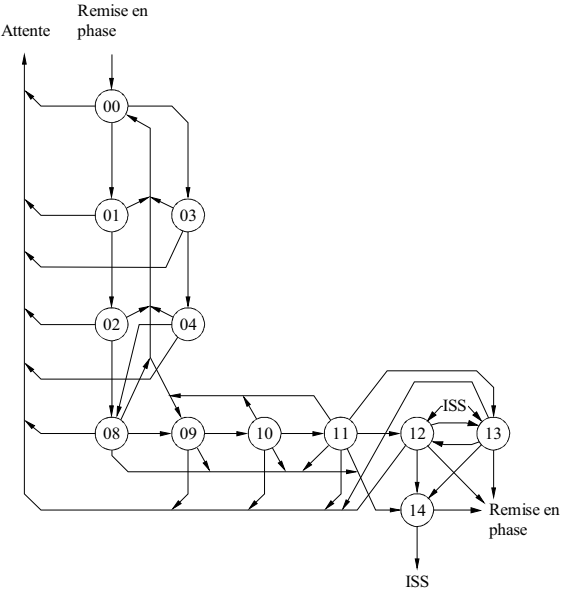 Remise en
phase
Attente
00
01
03
02
04
ISS
08
09
10
11
12
13
14
Remise en
phase
ISS